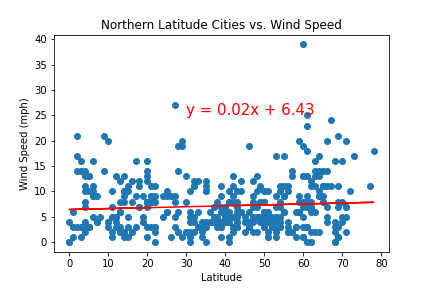 Northern Latitude Cities vs. Wind Speed
40
35
30
25
20
15
10
5
0
Wind Speed (mph)
y = 0.02x + 6.43
0 10 20 30 40 50 60 70 80
Latitude